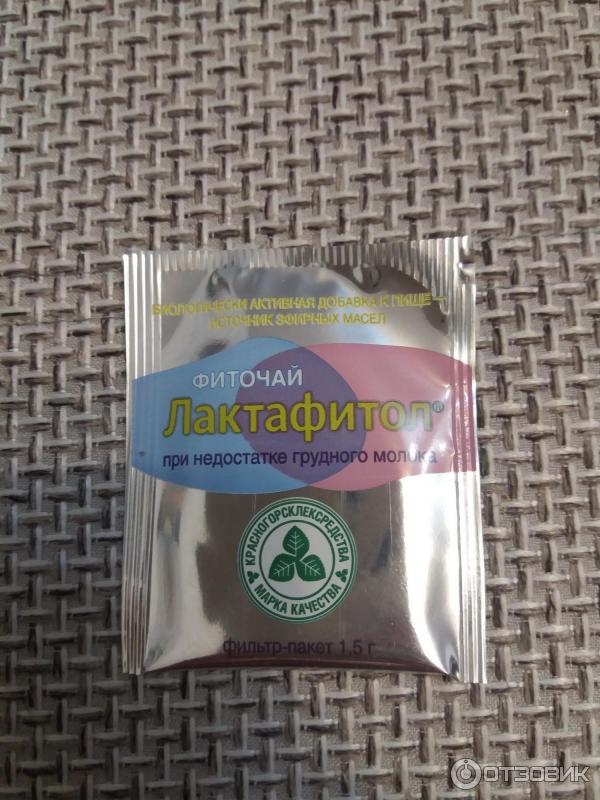 БИОЛОГИЧЕСКИ АКТИВНАЯ ДОБАВКА К ПИЩЕ –
ИСТОЧНИК ЭФИРНЫХ МАСЕЛ
ФИТОЧАЙ
Лактафитол®
при недостатке грудного молока
КРАСНОГОРСКЛЕКСРЕДСТВА
МАРКА КАЧЕСТВА
фильтр-пакет 1,5 г
ОТЗОВИК